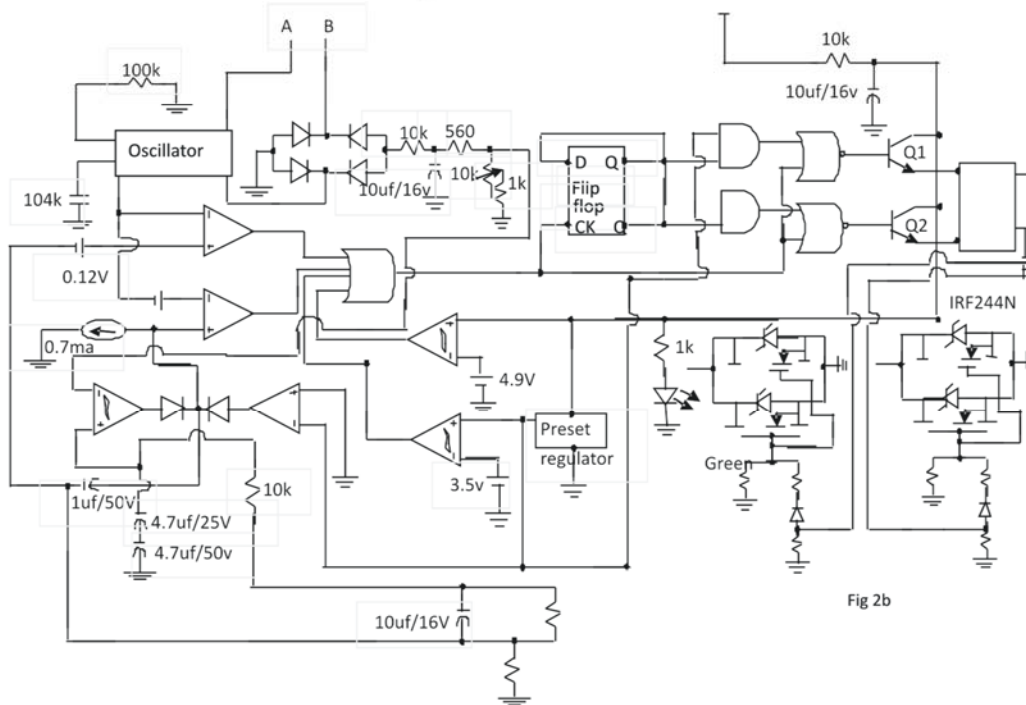 A B
100k
Oscillator
104k
0.12V
0.7ma
10k
560
10uf/16v
10k
1k
D Q
Fiip
flop
CK Q
10k
10uf/16v
Q1
Q2
IRF244N
1k
4.9V
Preset
regulator
3.5v
Green
1uf/50V
10k
4.7uf/25V
4.7uf/50v
10uf/16V
Fig 2b